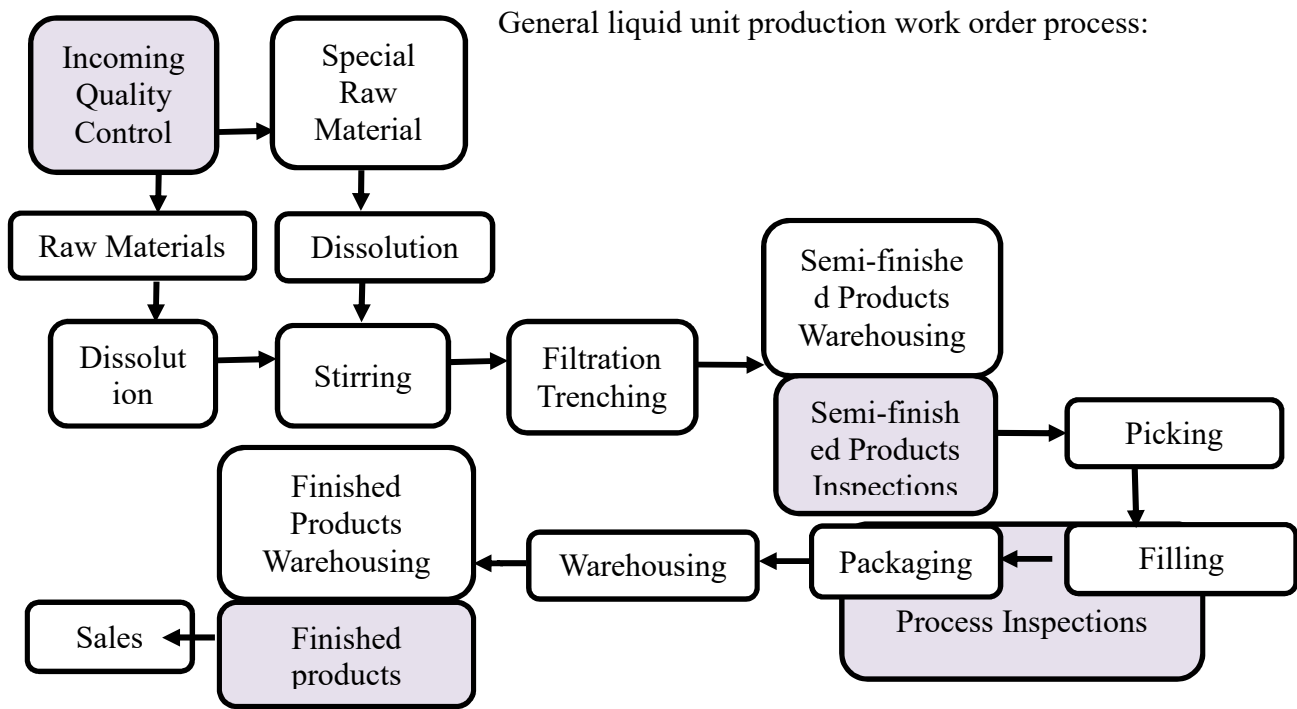 General liquid unit production work order process:
Incoming
Quality
Control
Special
Raw
Material
Raw Materials
Dissolution
Dissolut
ion
Stirring
Filtration
Trenching
Semi-finishe
d Products
Warehousing
Semi-finish
ed Products
Inspections
Picking
Filling
Packaging
Process Inspections
Warehousing
Finished
Products
Warehousing
Finished
products
Sales